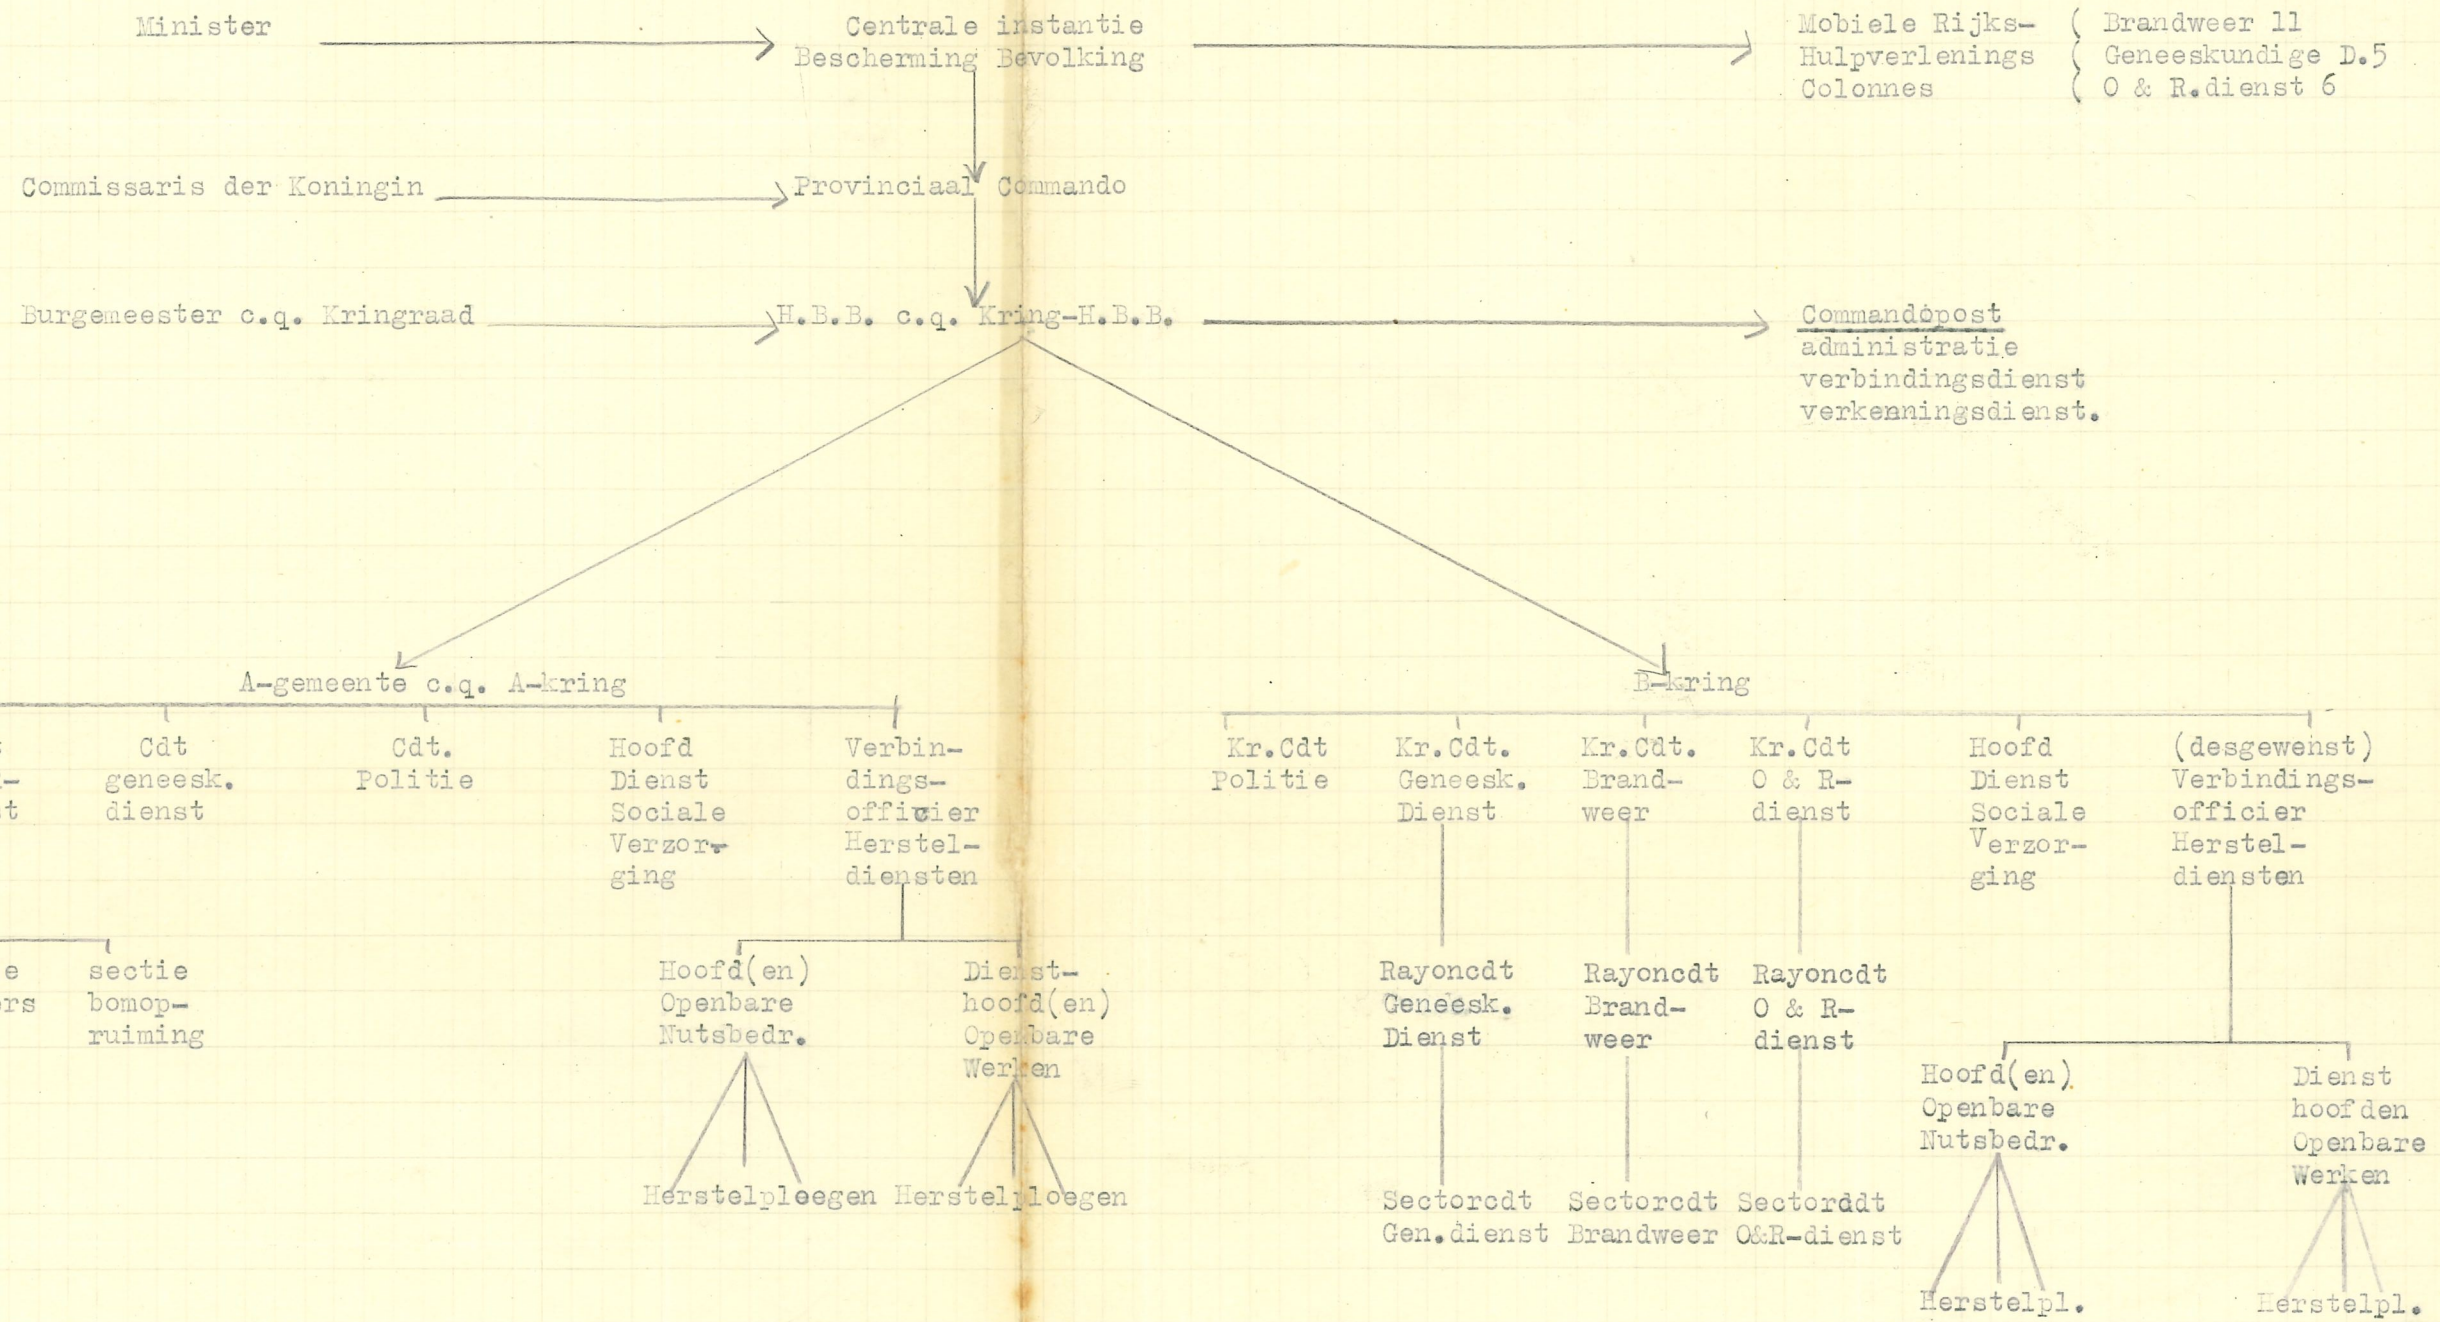 Minister
Centrale instantie
Bescherming Bevolking
Mobiele Rijks- ( Brandweer 11
Hulpverlenings ( Geneeskundige D.5
Colonnes ( O & R.dienst 6
Commissaris der Koningin
Provinciaal Commando
Burgemeester c.q. Kringraad
H.B.B. c.q. Kring-H.B.B.
Commandopost
administratie
verbindingsdienst
verkenningsdienst.
A-gemeente c.q. A-kring
Cdt
geneesk.
dienst
Cdt.
Politie
Hoofd
Dienst
Sociale
Verzor-
ging
Verbin-
dings-
officier
Herstel-
diensten
sectie
bomop-
ruiming
Hoofd(en)
Openbare
Nutsbedr.
Dienst-
hoofd(en)
Openbare
Werken
Herstelploegen
Herstelploegen
B-kring
Kr.Cdt
Politie
Kr.Cdt.
Geneesk.
Dienst
Kr.Cdt.
Brand-
weer
Kr.Cdt
O & R-
dienst
Hoofd
Dienst
Sociale
Verzor-
ging
(desgewenst)
Verbindings-
officier
Herstel-
diensten
Rayoncdt
Geneesk.
Dienst
Rayoncdt
Brand-
weer
Rayoncdt
O & R-
dienst
Sectorcdt
Gen.dienst
Sectorcdt
Brandweer
Sectorddt
O&R-dienst
Hoofd(en)
Openbare
Nutsbedr.
Dienst
hoofden
Openbare
Werken
Herstelpl.
Herstelpl.